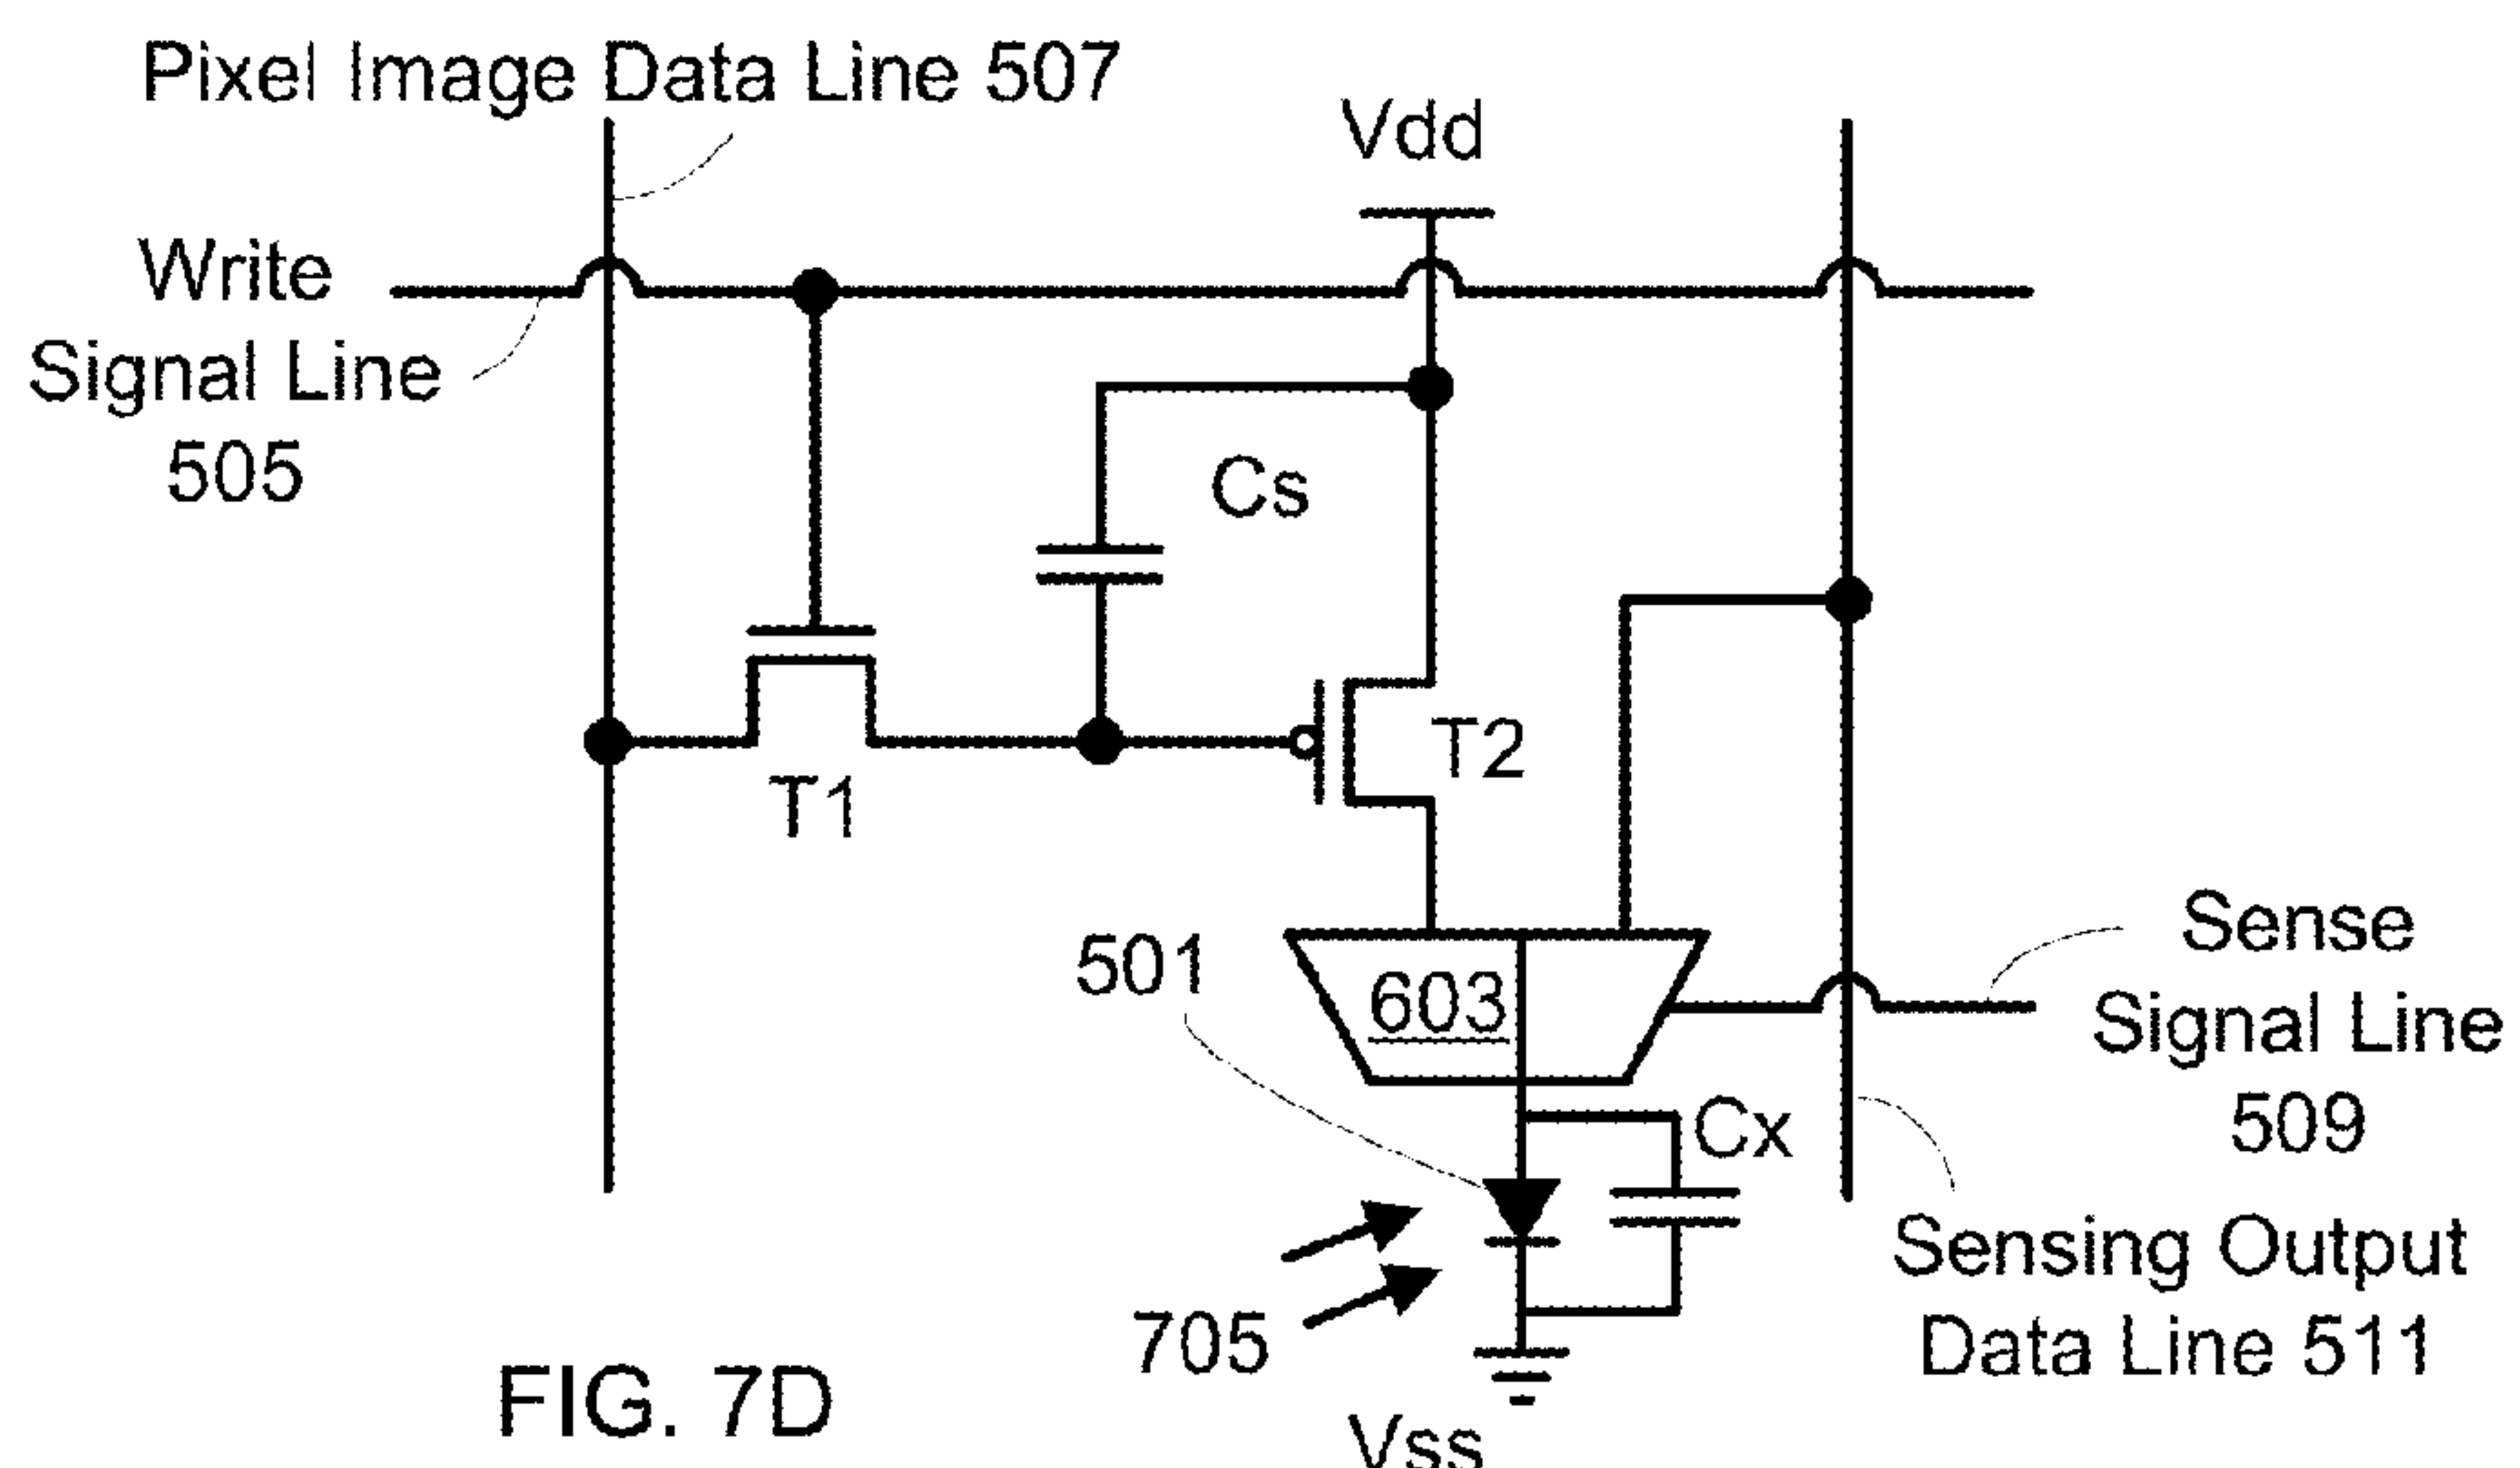 Pixel Image Data Line 507
Vdd
Write
Signal Line
505
Cs
T2
T1
Sense
Signal Line
509
501
603
Cx
705
Sensing Output
Data Line 511
FIG. 7D
Vss